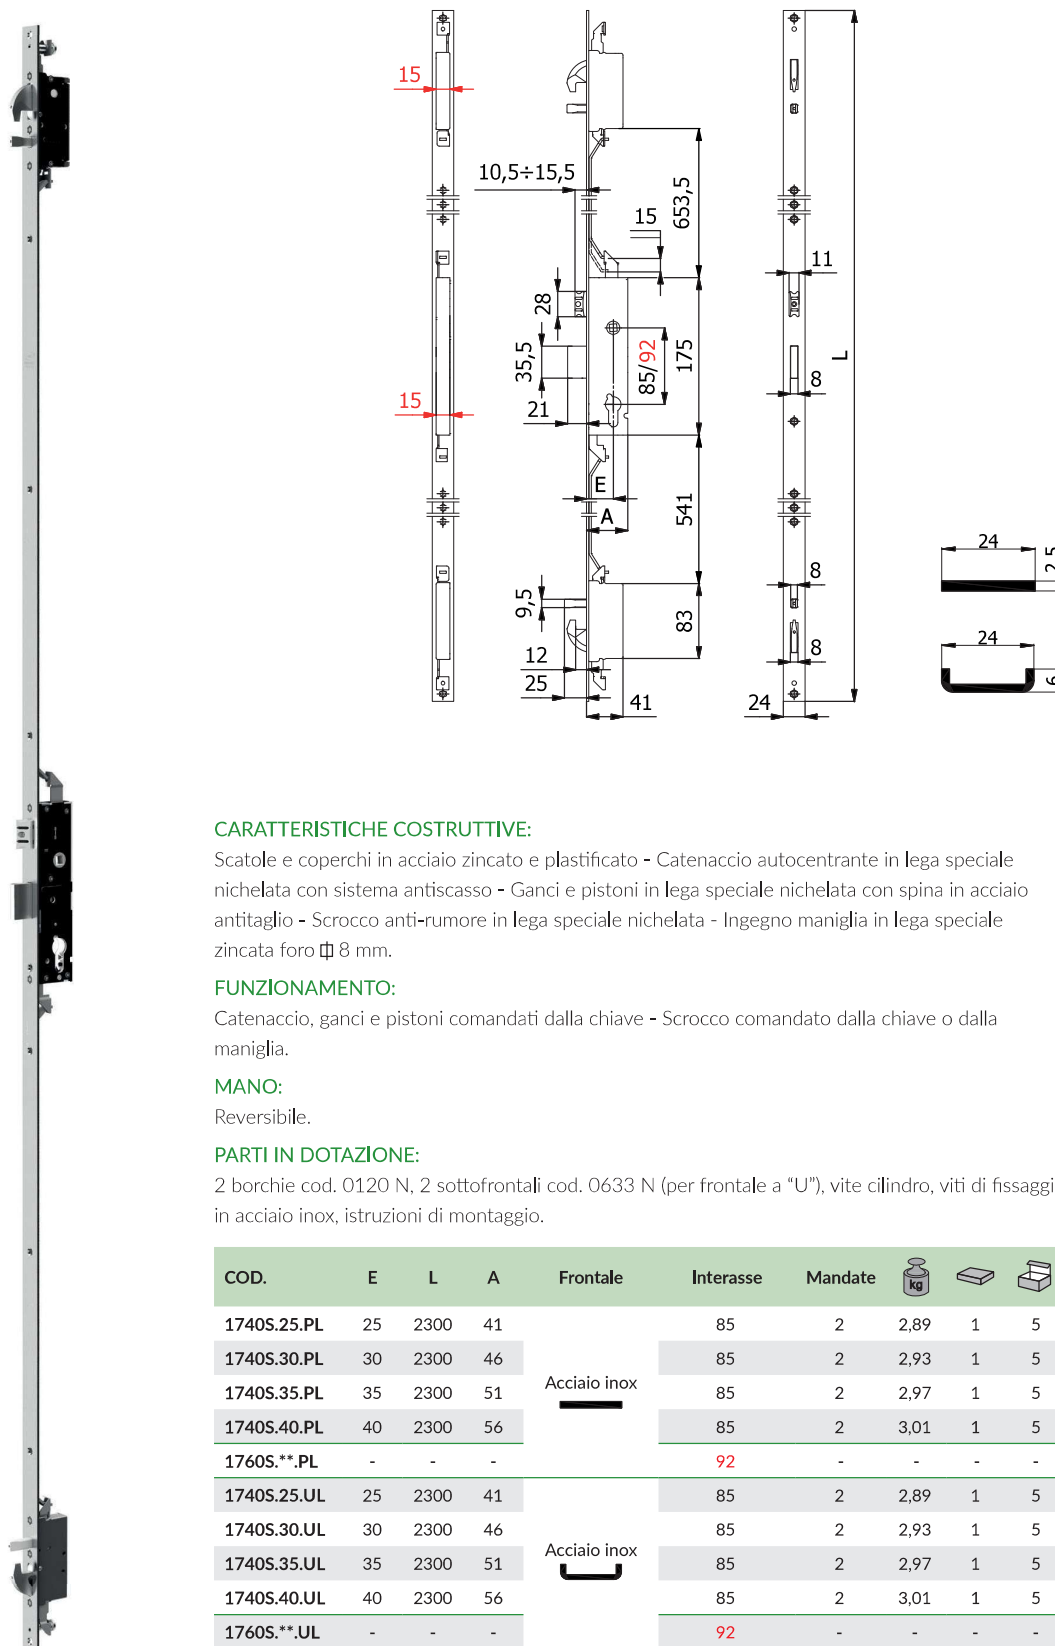 15
10,5÷15,5
653,5
15
11
28
35,5
85/92
175
L
8
15
21
E
A
541
8
9,5
83
12
8
25
41
24
24
2,5
24
6
CARATTERISTICHE COSTRUTTIVE:
Scatole e coperchi in acciaio zincato e plastificato - Catenaccio autocentrante in lega speciale
nichelata con sistema antiscasso - Ganci e pistoni in lega speciale nichelata con spina in acciaio
antitaglio - Scrocco anti-rumore in lega speciale nichelata - Ingegno maniglia in lega speciale
zincata foro 8 mm.
FUNZIONAMENTO:
Catenaccio, ganci e pistoni comandati dalla chiave - Scrocco comandato dalla chiave o dalla
maniglia.
MANO:
Reversibile.
PARTI IN DOTAZIONE:
2 borchie cod. 0120 N, 2 sottofrontali cod. 0633 N (per frontale a “U”), vite cilindro, viti di fissaggi
in acciaio inox, istruzioni di montaggio.
COD. E L A Frontale Interasse Mandate kg
1740S.25.PL 25 2300 41 85 2 2,89 1 5
1740S.30.PL 30 2300 46 85 2 2,93 1 5
Acciaio inox
1740S.35.PL 35 2300 51 85 2 2,97 1 5
1740S.40.PL 40 2300 56 85 2 3,01 1 5
1760S.**.PL - - - 92 - - - -
1740S.25.UL 25 2300 41 85 2 2,89 1 5
1740S.30.UL 30 2300 46 85 2 2,93 1 5
Acciaio inox
1740S.35.UL 35 2300 51 85 2 2,97 1 5
1740S.40.UL 40 2300 56 85 2 3,01 1 5
1760S.**.UL - - - 92 - - - -